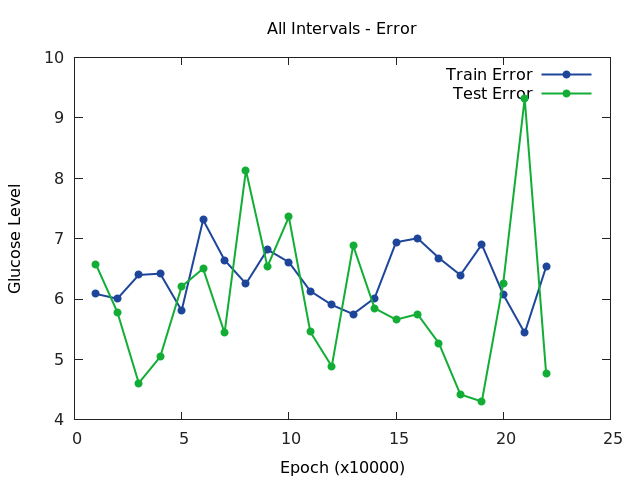 All Intervals - Error
10
9
8
7
6
5
4
0 5 10 15 20 25
Glucose Level
Epoch (x10000)
Train Error
Test Error